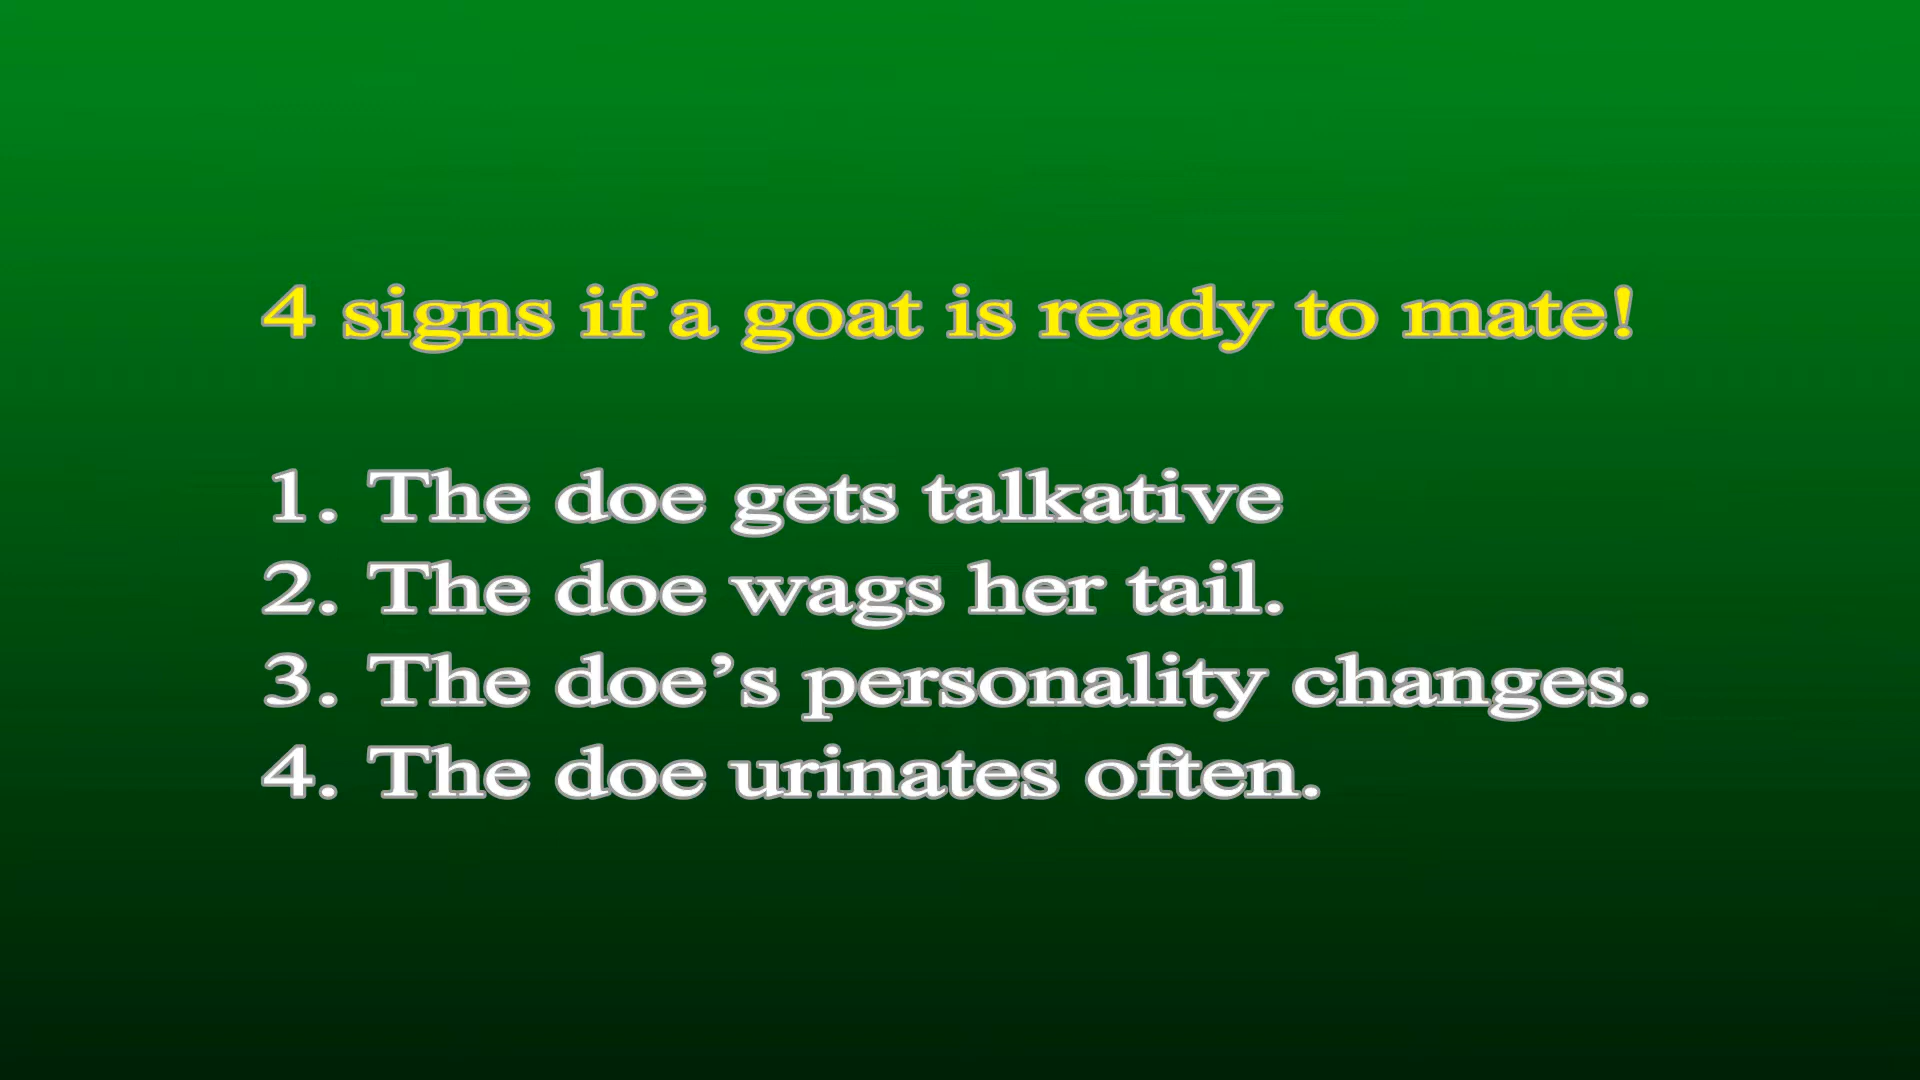 4 signs if a goat is ready to mate!
1. The doe gets talkative
2. The doe wags her tail.
3. The doe’s personality changes.
4. The doe urinates often.